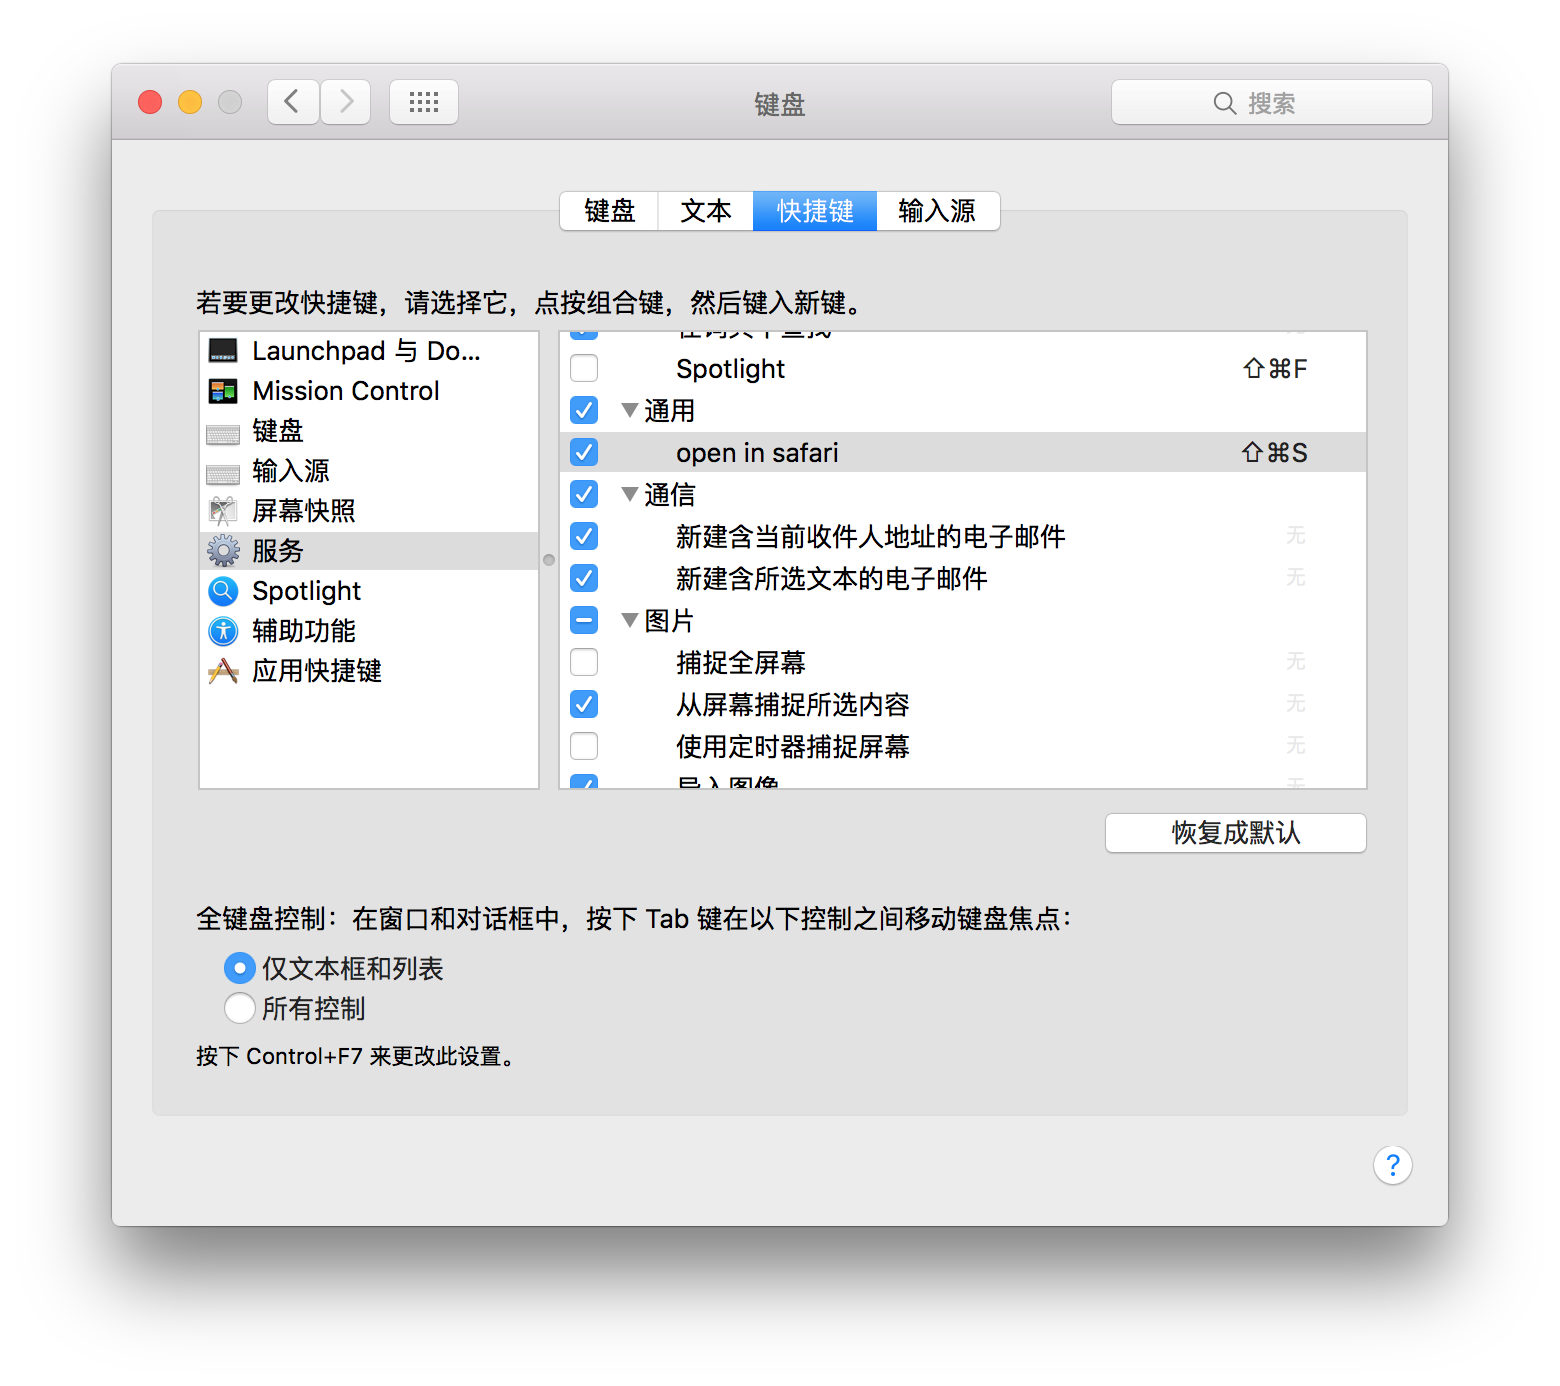 键盘
搜索
键盘
文本
快捷键
输入源
若要更改快捷键，请选择它，点按组合键，然后键入新键。
Launchpad 与 Do...
Mission Control
键盘
输入源
屏幕快照
服务
Spotlight
辅助功能
应用快捷键
Spotlight ⇧⌘F
通用
open in safari ⇧⌘S
通信
新建含当前收件人地址的电子邮件 无
新建含所选文本的电子邮件 无
图片
捕捉全屏幕 无
从屏幕捕捉所选内容 无
使用定时器捕捉屏幕 无
导入图像 无
恢复成默认
全键盘控制：在窗口和对话框中，按下 Tab 键在以下控制之间移动键盘焦点：
仅文本框和列表
所有控制
按下 Control+F7 来更改此设置。
?